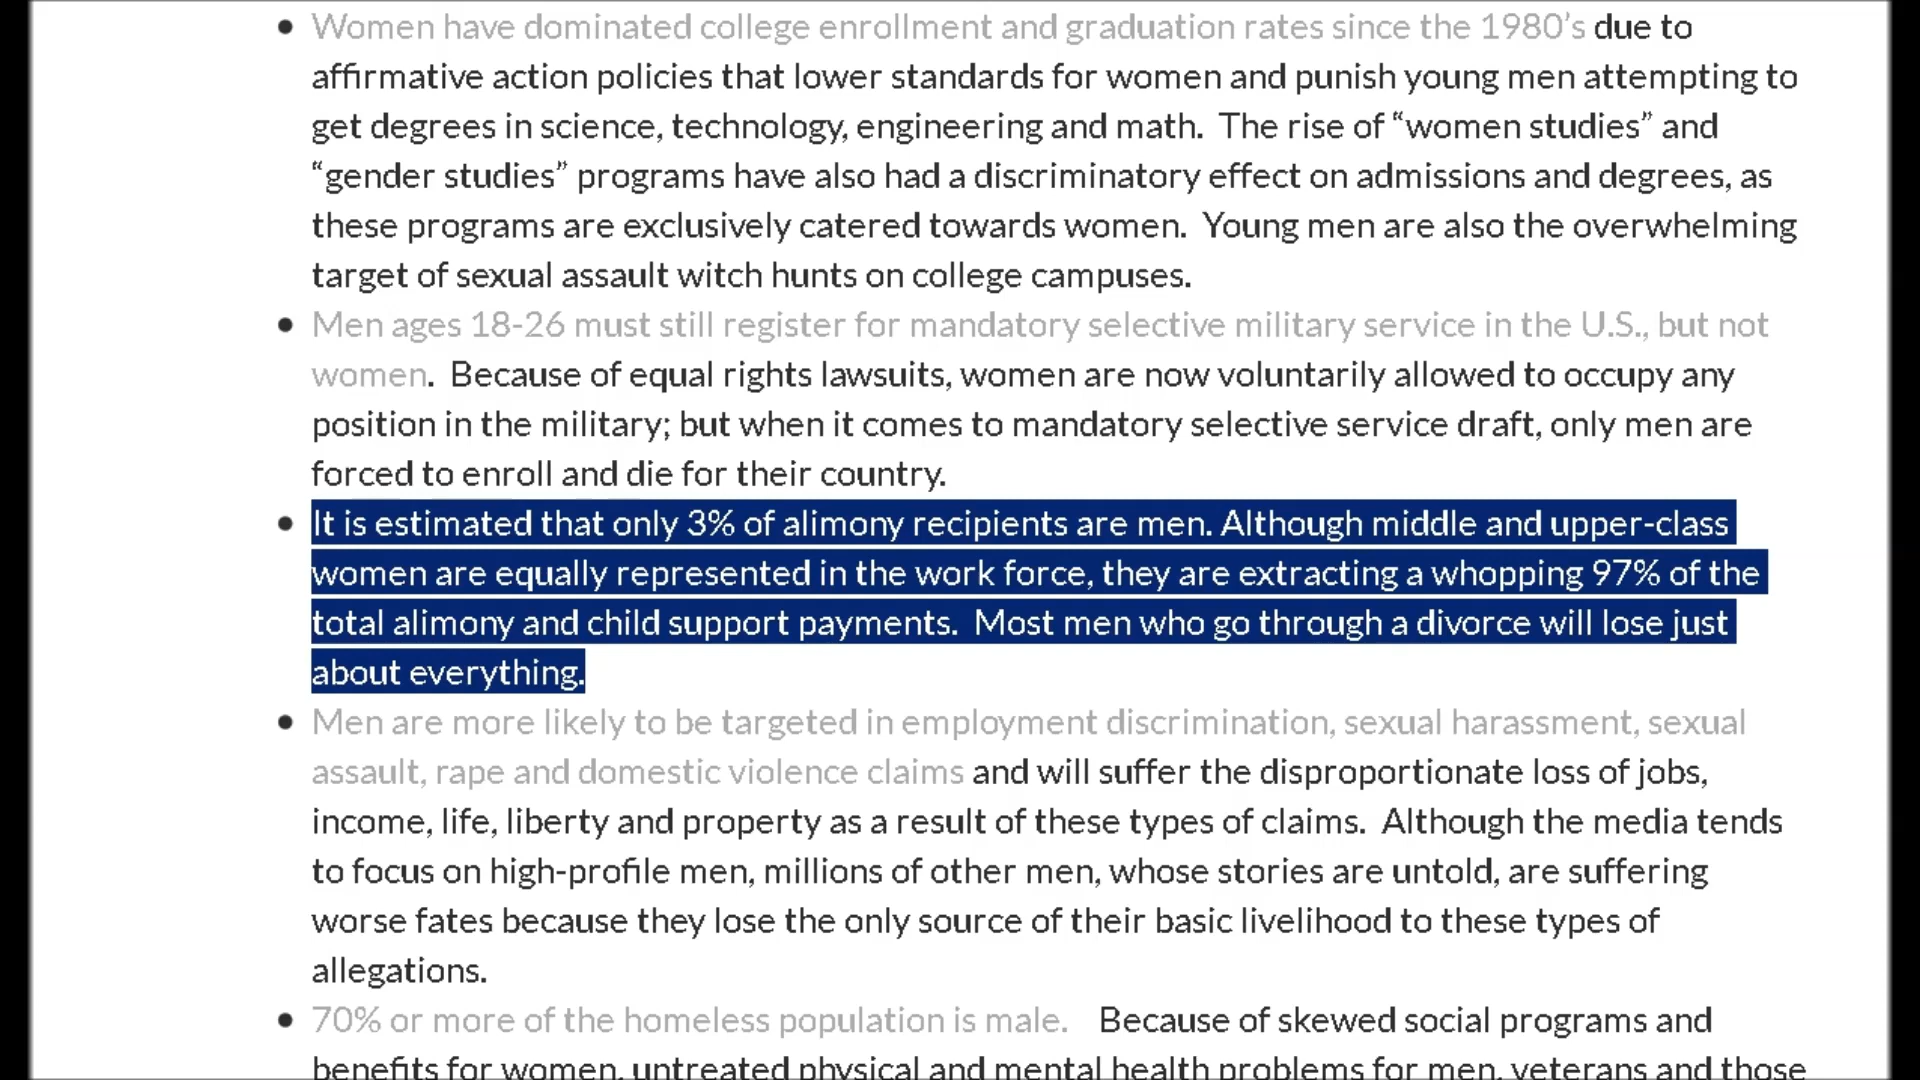 Women have dominated college enrollment and graduation rates since the 1980’s due to
affirmative action policies that lower standards for women and punish young men attempting to
get degrees in science, technology, engineering and math.  The rise of “women studies” and
“gender studies” programs have also had a discriminatory effect on admissions and degrees, as
these programs are exclusively catered towards women.  Young men are also the overwhelming
target of sexual assault witch hunts on college campuses.
Men ages 18-26 must still register for mandatory selective military service in the U.S., but not
women.  Because of equal rights lawsuits, women are now voluntarily allowed to occupy any
position in the military; but when it comes to mandatory selective service draft, only men are
forced to enroll and die for their country.
It is estimated that only 3% of alimony recipients are men. Although middle and upper-class
women are equally represented in the work force, they are extracting a whopping 97% of the
total alimony and child support payments.  Most men who go through a divorce will lose just
about everything.
Men are more likely to be targeted in employment discrimination, sexual harassment, sexual
assault, rape and domestic violence claims and will suffer the disproportionate loss of jobs,
income, life, liberty and property as a result of these types of claims.  Although the media tends
to focus on high-profile men, millions of other men, whose stories are untold, are suffering
worse fates because they lose the only source of their basic livelihood to these types of
allegations.
70% or more of the homeless population is male.   Because of skewed social programs and
benefits for women, untreated physical and mental health problems for men, veterans and those